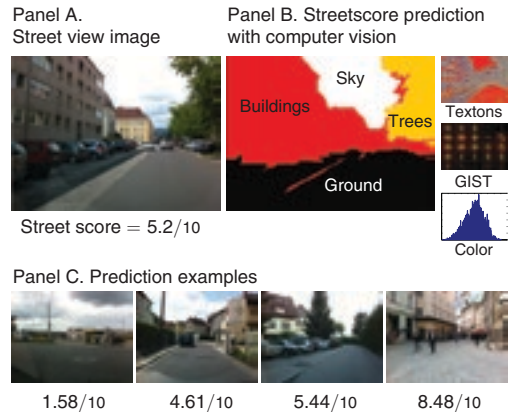 Panel A.
Street view image
Panel B. Streetscore prediction
with computer vision
Sky
Buildings
Trees
Ground
Textons
GIST
Color
Street score = 5.2/10
Panel C. Prediction examples
1.58/10
4.61/10
5.44/10
8.48/10